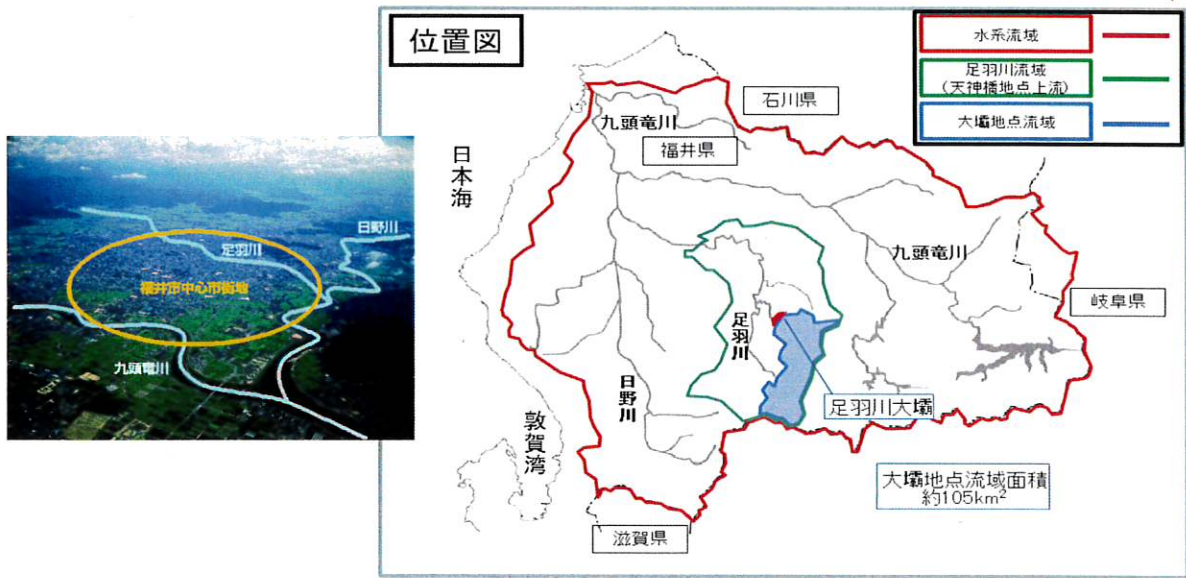 日野川
足羽川
福井市中心市街地
九頭竜川
位置図
水系流域
足羽川流域
(天神橋地点上流)
大壩地点流域
石川県
九頭竜川
福井県
日本海
九頭竜川
岐阜県
足羽川
日野川
足羽川大壩
敦賀湾
大壩地点流域面積
約105km²
滋賀県